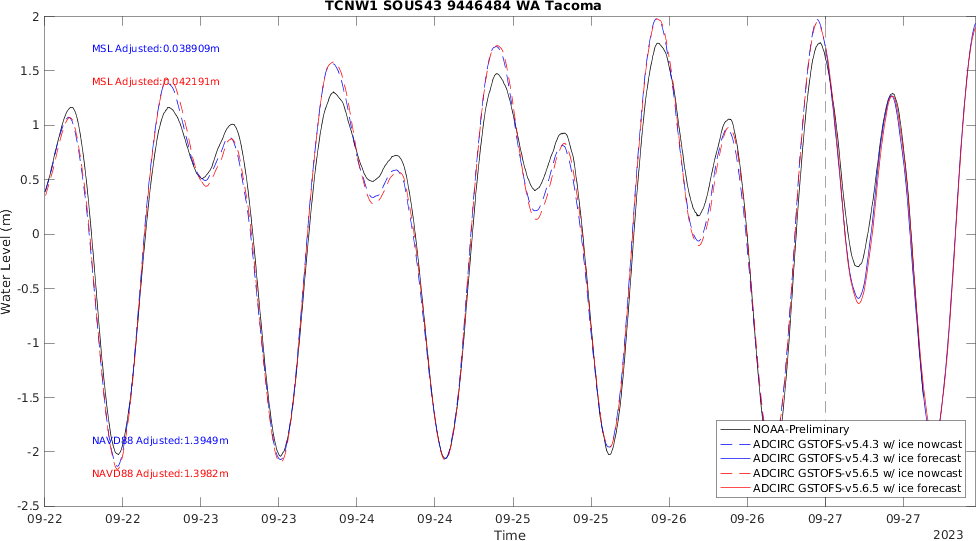 TCNW1 SOUS43 9446484 WA Tacoma
2
1.5
1
0.5
0
-0.5
-1
-1.5
-2
-2.5
Water Level (m)
MSL Adjusted:0.038909m
MSL Adjusted:0.042191m
NAVD88 Adjusted:1.3949m
NAVD88 Adjusted:1.3982m
NOAA-Preliminary
ADCIRC GSTOFS-v5.4.3 w/ ice nowcast
ADCIRC GSTOFS-v5.4.3 w/ ice forecast
ADCIRC GSTOFS-v5.6.5 w/ ice nowcast
ADCIRC GSTOFS-v5.6.5 w/ ice forecast
09-22 09-22 09-23 09-23 09-24 09-24 09-25 09-25 09-26 09-26 09-27 09-27
Time
2023